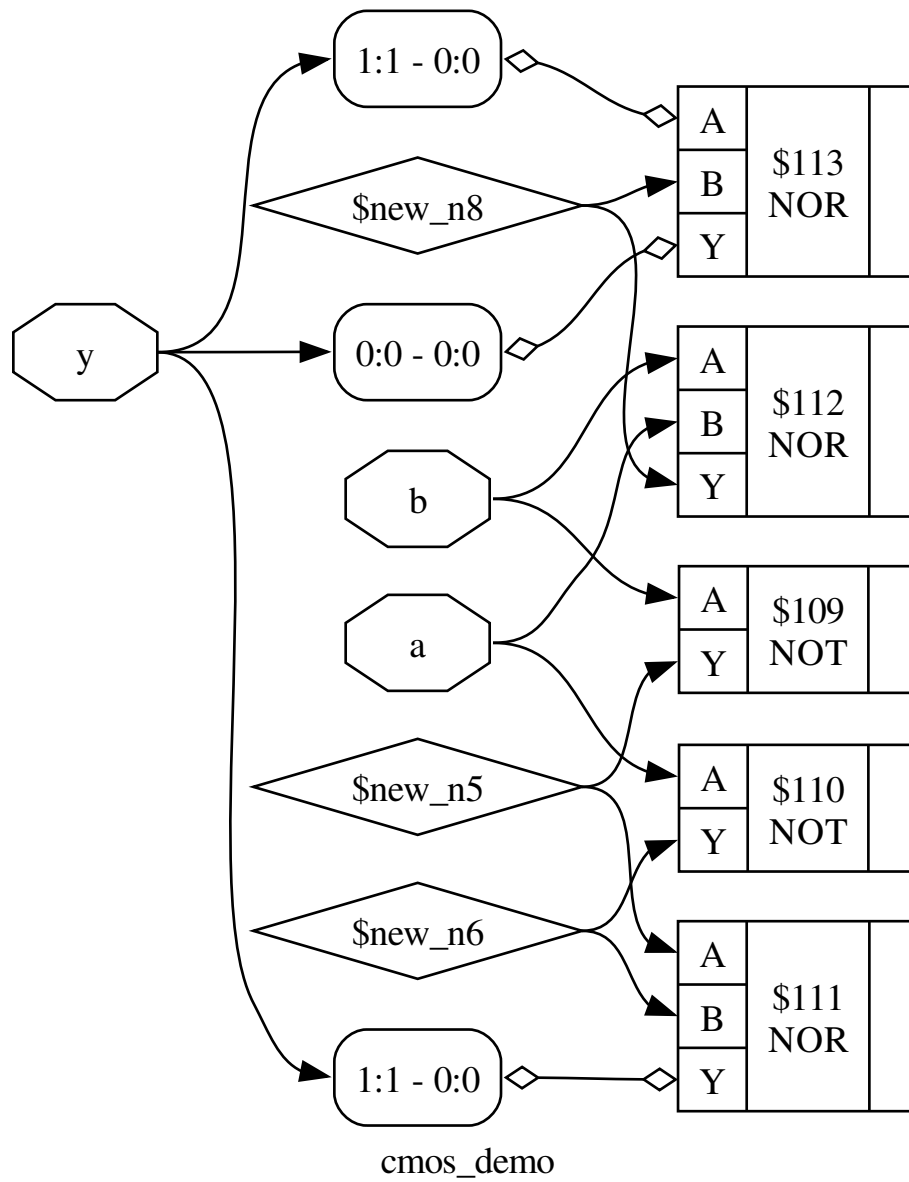 1:1 - 0:0
A
B
Y
$113
NOR
$new_n8
y
0:0 - 0:0
A
B
Y
$112
NOR
b
A
Y
$109
NOT
a
$new_n5
A
Y
$110
NOT
$new_n6
A
B
Y
$111
NOR
1:1 - 0:0
cmos_demo